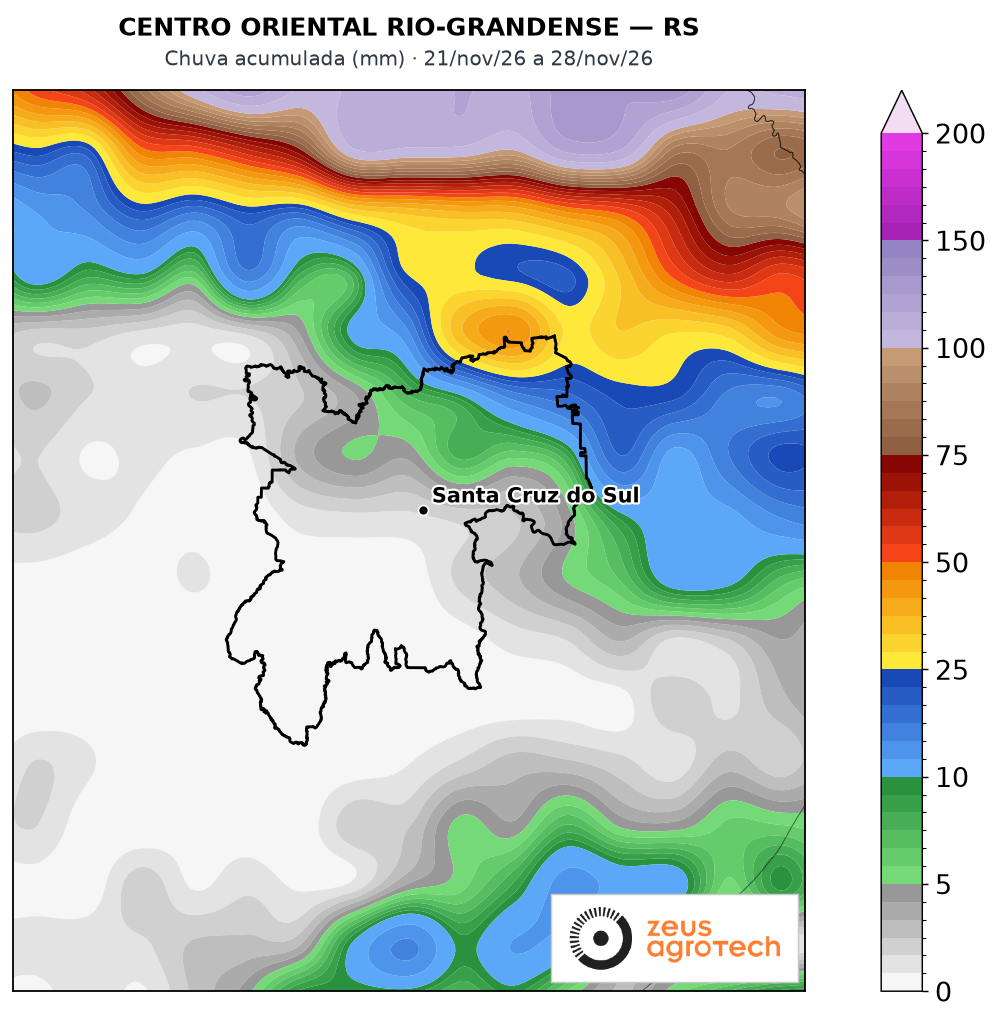 CENTRO ORIENTAL RIO-GRANDENSE — RS
Chuva acumulada (mm) · 21/nov/26 a 28/nov/26
200
150
100
75
50
25
10
5
0
Santa Cruz do Sul
zeus
agrotech